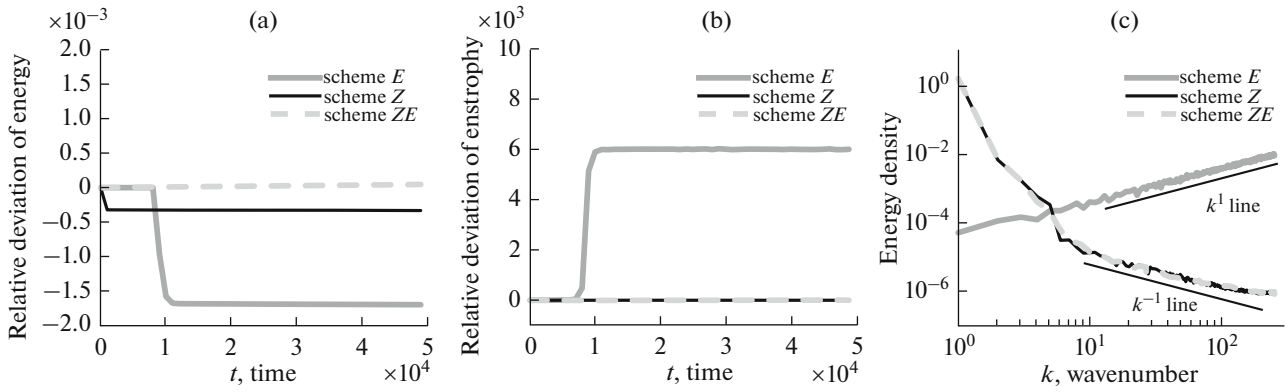 (a)
×10⁻³
2.0
1.5
1.0
0.5
0
−0.5
−1.0
−1.5
−2.0
Relative deviation of energy
scheme E
scheme Z
scheme ZE
0 1 2 3 4 5
×10⁴
t, time
(b)
×10³
10
8
6
4
2
0
Relative deviation of enstrophy
scheme E
scheme Z
scheme ZE
0 1 2 3 4 5
×10⁴
t, time
(c)
10⁰
10⁻²
10⁻⁴
10⁻⁶
Energy density
scheme E
scheme Z
scheme ZE
k¹ line
k⁻¹ line
10⁰ 10¹ 10²
k, wavenumber